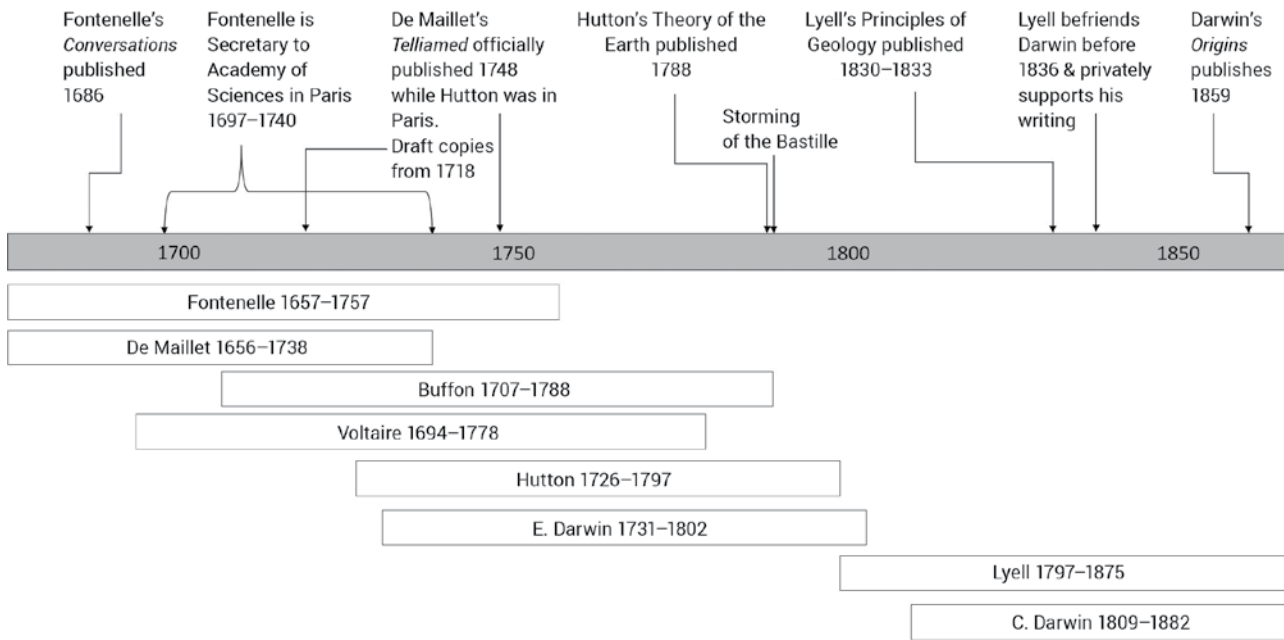 Fontenelle's
Conversations
published
1686
Fontenelle is
Secretary to
Academy of
Sciences in Paris
1697–1740
De Maillet's
Telliamed officially
published 1748
while Hutton was in
Paris.
Draft copies
from 1718
Hutton's Theory of the
Earth published
1788
Storming
of the Bastille
Lyell's Principles of
Geology published
1830–1833
Lyell befriends
Darwin before
1836 & privately
supports his
writing
Darwin's
Origins
publishes
1859
1700
1750
1800
1850
Fontenelle 1657–1757
De Maillet 1656–1738
Buffon 1707–1788
Voltaire 1694–1778
Hutton 1726–1797
E. Darwin 1731–1802
Lyell 1797–1875
C. Darwin 1809–1882